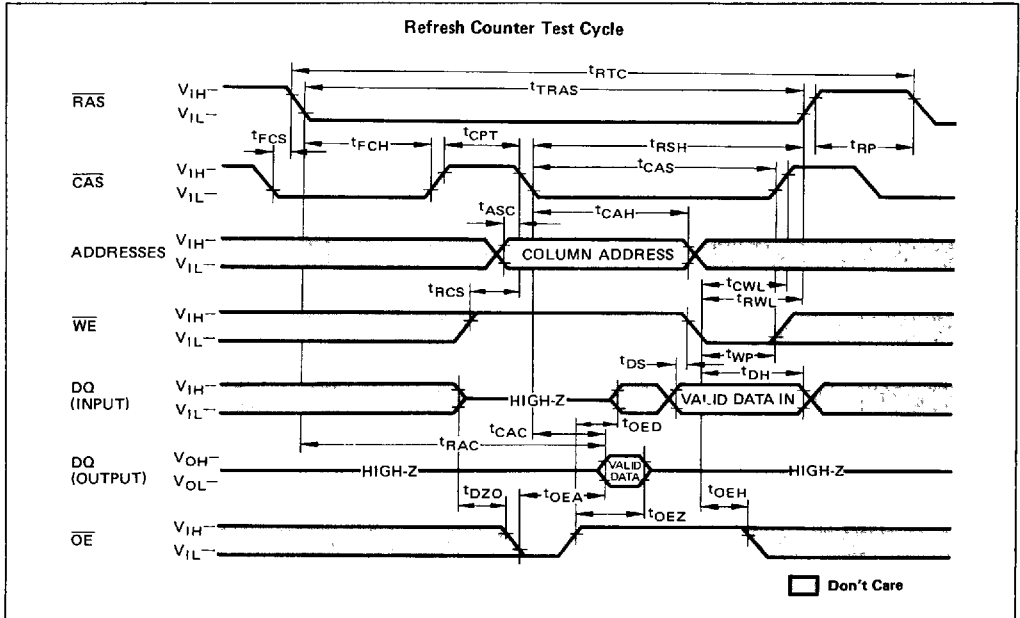 Refresh Counter Test Cycle
tRTC
tTRAS
RAS
VIH
VIL
tFCS
tFCH
tCPT
tRSH
tRP
CAS
VIH
VIL
tCAS
tASC
tCAH
ADDRESSES
VIH
VIL
COLUMN ADDRESS
tRCS
tCWL
tRWL
WE
VIH
VIL
tWP
tDS
tDH
DQ
(INPUT)
VIH
VIL
HIGH-Z
VALID DATA IN
tOED
tCAC
tRAC
DQ
(OUTPUT)
VOH
VOL
HIGH-Z
VALID
DATA
HIGH-Z
tDZO
tOEA
tOEZ
tOEH
OE
VIH
VIL
Don't Care